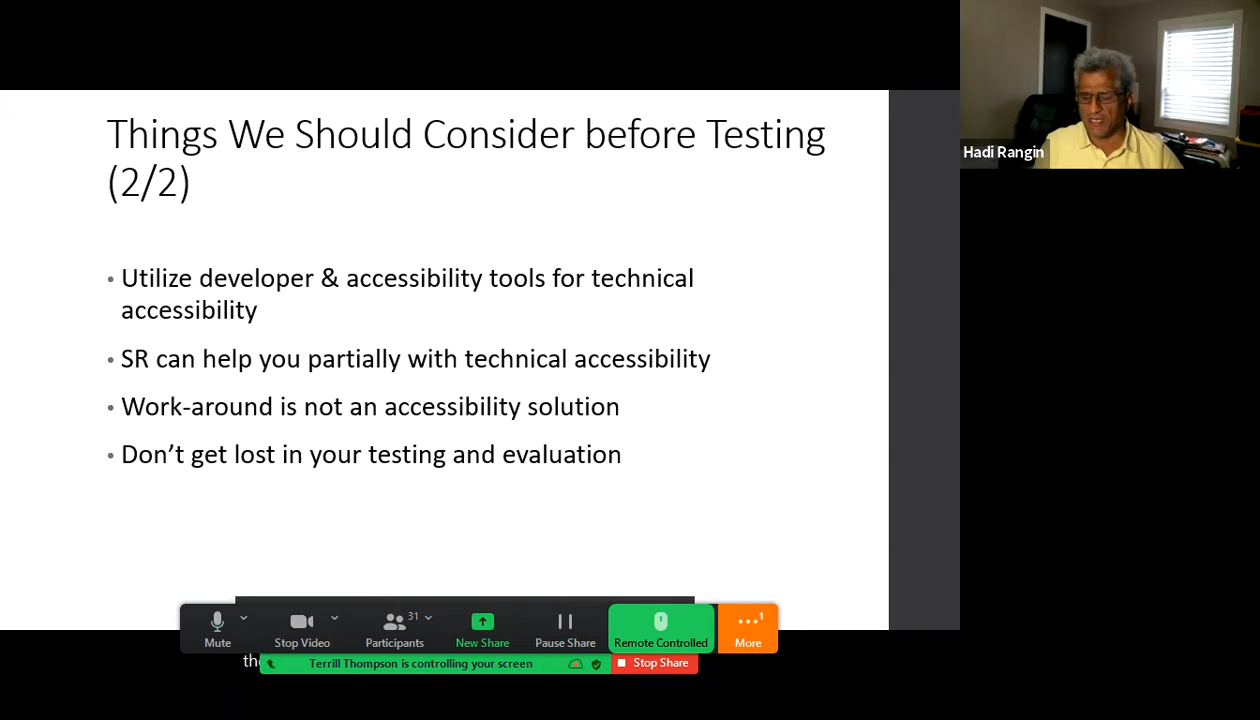 Things We Should Consider before Testing
(2/2)
• Utilize developer & accessibility tools for technical
accessibility
• SR can help you partially with technical accessibility
• Work-around is not an accessibility solution
• Don’t get lost in your testing and evaluation
Hadi Rangin
31
1
Mute
Stop Video
Participants
New Share
Pause Share
Remote Controlled
More
Terrill Thompson is controlling your screen
Stop Share